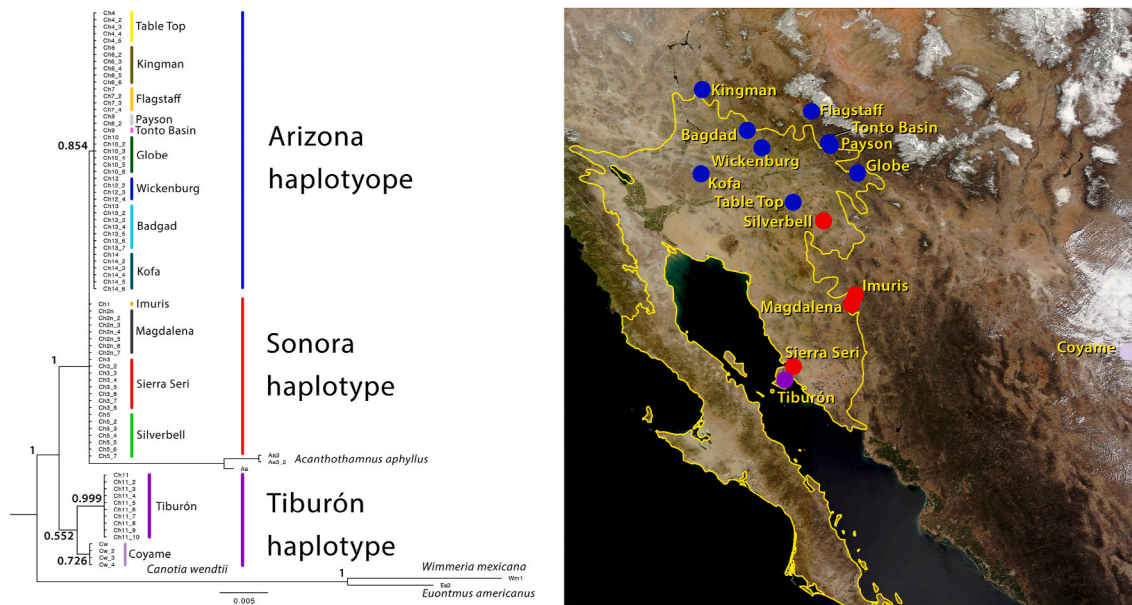 Ch4
Ch4_2
Ch4_3
Ch4_4
Ch4_5
Table Top
Ch6
Ch6_2
Ch6_3
Ch6_4
Ch6_5
Ch6_6
Kingman
Ch7
Ch7_2
Ch7_3
Ch7_4
Flagstaff
Ch8
Ch8_2
Payson
Ch9
Tonto Basin
Ch10
Ch10_2
Ch10_3
Ch10_4
Ch10_5
Ch10_6
Globe
Ch12
Ch12_2
Ch12_3
Ch12_4
Wickenburg
Ch13
Ch13_2
Ch13_3
Ch13_4
Ch13_5
Ch13_6
Ch13_7
Badgad
Ch14
Ch14_2
Ch14_3
Ch14_4
Ch14_5
Ch14_6
Kofa
0.854
Arizona
haplotyope
Ch1
Imuris
Ch2n
Ch2n_2
Ch2n_3
Ch2n_4
Ch2n_5
Ch2n_6
Ch2n_7
Magdalena
Ch3
Ch3_2
Ch3_3
Ch3_4
Ch3_5
Ch3_6
Ch3_7
Ch3_8
Sierra Seri
Ch5
Ch5_2
Ch5_3
Ch5_4
Ch5_5
Ch5_6
Ch5_7
Silverbell
1
Sonora
haplotype
1
Aa3
Aa3_2
Aa
Acanthothamnus aphyllus
Ch11
Ch11_2
Ch11_3
Ch11_4
Ch11_5
Ch11_6
Ch11_7
Ch11_8
Ch11_9
Ch11_10
0.999
Tiburón
Tiburón
haplotype
0.552
0.726
Cw
Cw_2
Cw_3
Cw_4
Coyame
Canotia wendtii
1
Wimmeria mexicana
Wm1
Ea3
Euontmus americanus
0.005
Kingman
Flagstaff
Bagdad
Tonto Basin
Payson
Wickenburg
Globe
Kofa
Table Top
Silverbell
Imuris
Magdalena
Coyame
Sierra Seri
Tiburón